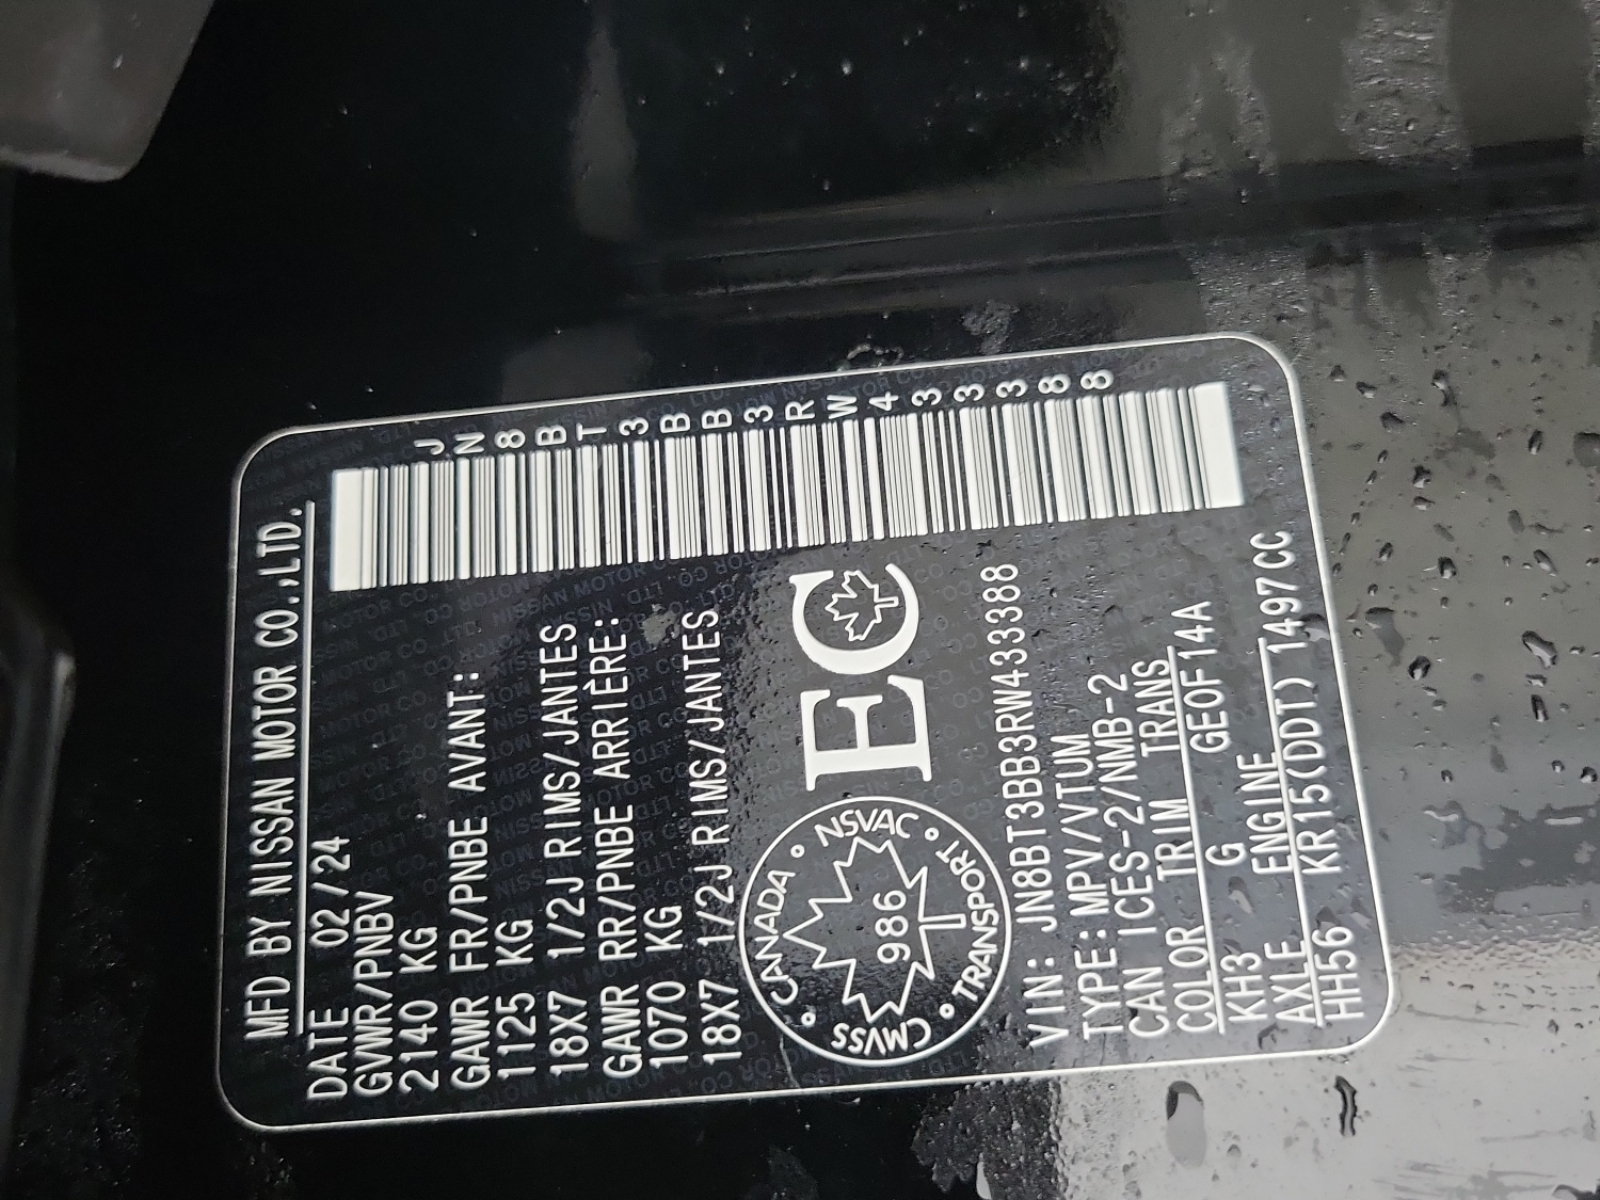 MFD BY NISSAN MOTOR CO.,LTD.
DATE 02/24
GVWR/PNBV
2140 KG
GAWR FR/PNBE AVANT:
1125 KG
18X7 1/2J RIMS/JANTES
GAWR RR/PNBE ARRIÈRE:
1070 KG
18X7 1/2J RIMS/JANTES
JN8BT3BB3RW433388
CANADA • NSVAC • TRANSPORT • CMVSS •
986
EC
VIN: JN8BT3BB3RW433388
TYPE:MPV/VTUM
CAN ICES-2/NMB-2
COLOR TRIM TRANS
KH3 G GE0F14A
AXLE ENGINE
HH56 KR15(DDT) 1497CC